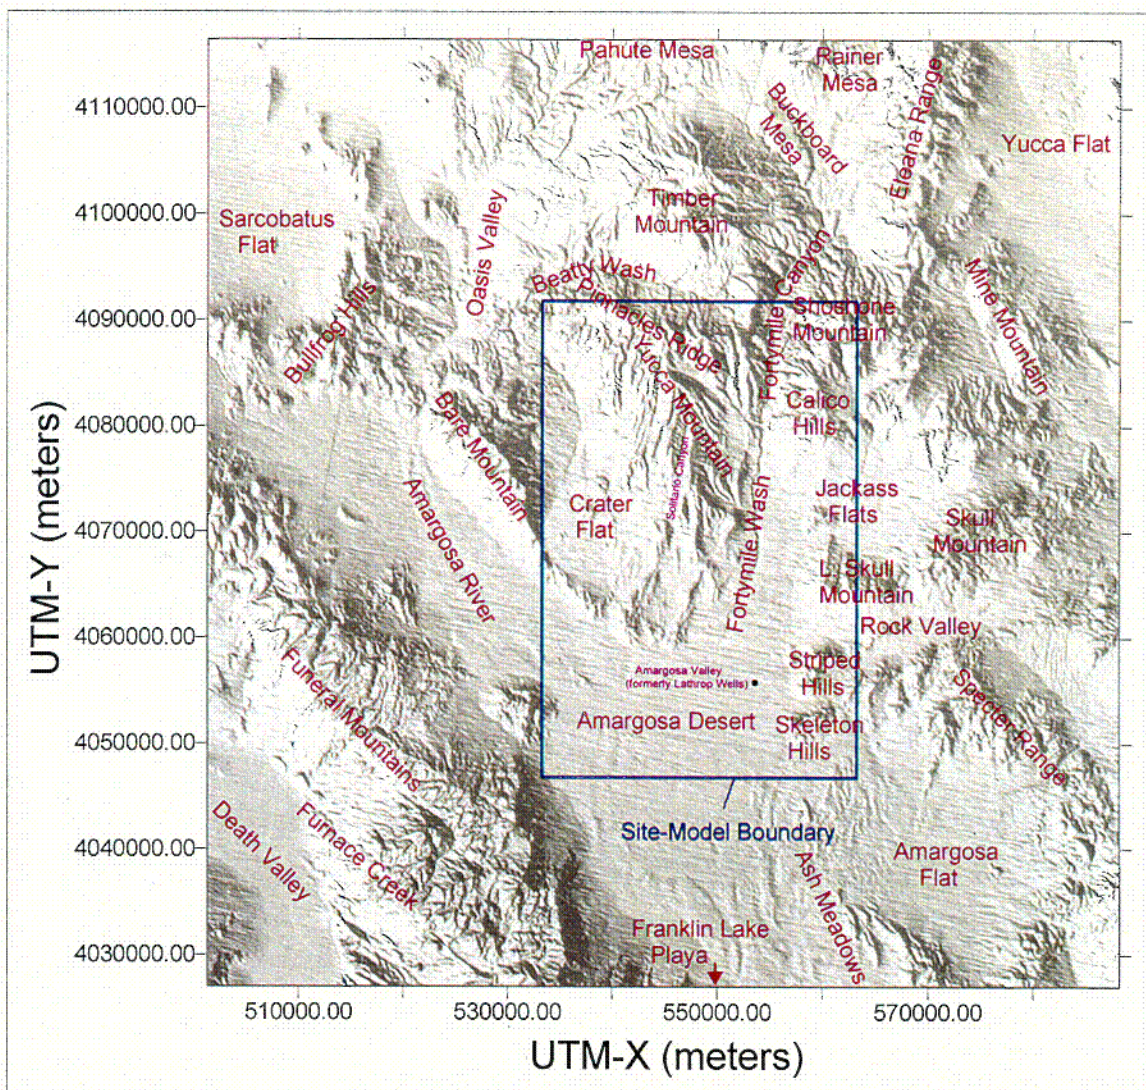 Pahute Mesa
Rainer
Mesa
Eleana Range
Buckboard
Mesa
Yucca Flat
4110000.00
4100000.00
Sarcobatus
Flat
Oasis Valley
Timber
Mountain
Beatty Wash
Fortymile Canyon
Mine Mountain
4090000.00
Bullfrog Hills
Pinnacles Ridge
Shoshone
Mountain
Yucca Mountain
Calico
Hills
4080000.00
Bare Mountain
Solitario Canyon
Amargosa River
Crater
Flat
Fortymile Wash
Jackass
Flats
Skull
Mountain
4070000.00
L. Skull
Mountain
Rock Valley
4060000.00
UTM-Y (meters)
Funeral Mountains
Amargosa Valley
(formerly Lathrop Wells)
Striped
Hills
Specter Range
Amargosa Desert
Skeleton
Hills
4050000.00
Site-Model Boundary
Death Valley
Furnace Creek
4040000.00
Amargosa
Flat
Ash Meadows
Franklin Lake
Playa
4030000.00
510000.00
530000.00
550000.00
570000.00
UTM-X (meters)